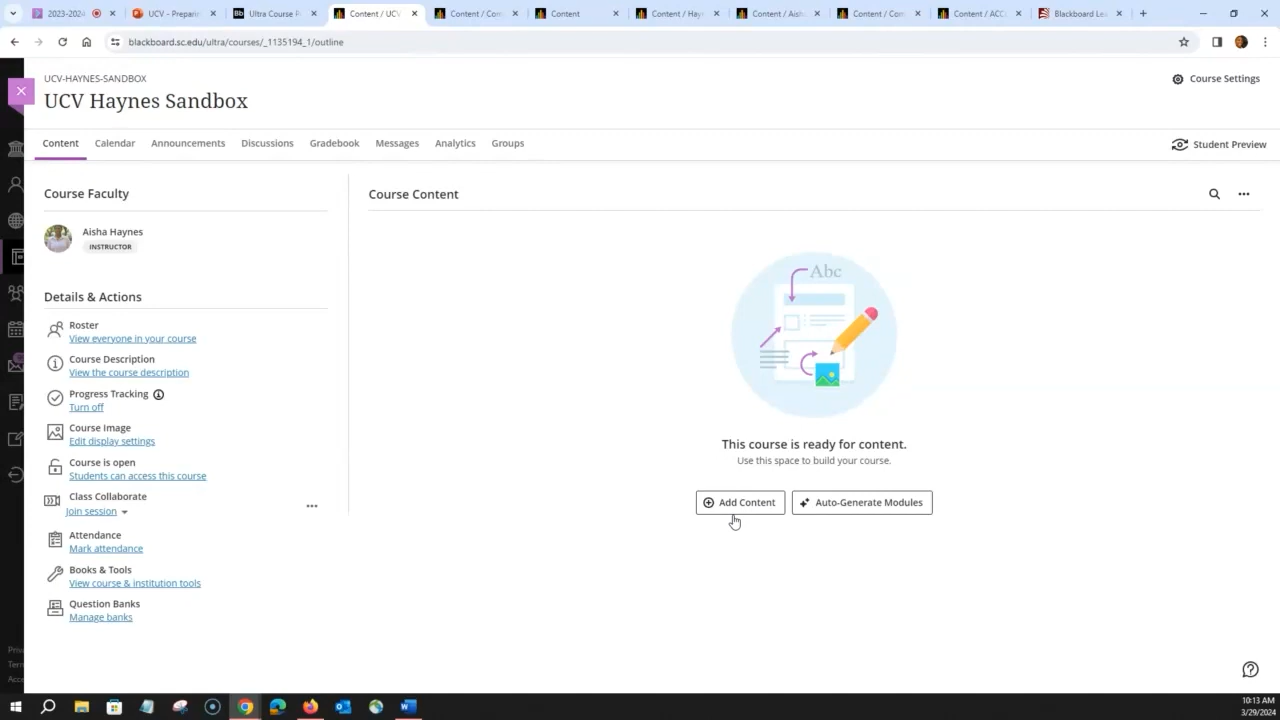 2023-2024
UCV - Preparin
Ultra Course R
Content / UCV
Content / Com
Content
Content / Hay
Content / Aish
Content / Com
Content / ACC
Blackboard Lea
blackboard.sc.edu/ultra/courses/_1135194_1/outline
UCV-HAYNES-SANDBOX
UCV Haynes Sandbox
Course Settings
Content
Calendar
Announcements
Discussions
Gradebook
Messages
Analytics
Groups
Student Preview
Course Faculty
Aisha Haynes
INSTRUCTOR
Details & Actions
Roster
View everyone in your course
Course Description
View the course description
Progress Tracking
Turn off
Course Image
Edit display settings
Course is open
Students can access this course
Class Collaborate
Join session
Attendance
Mark attendance
Books & Tools
View course & institution tools
Question Banks
Manage banks
Course Content
Abc
This course is ready for content.
Use this space to build your course.
Add Content
Auto-Generate Modules
Priv
Term
Acce
10:13 AM
3/29/2024